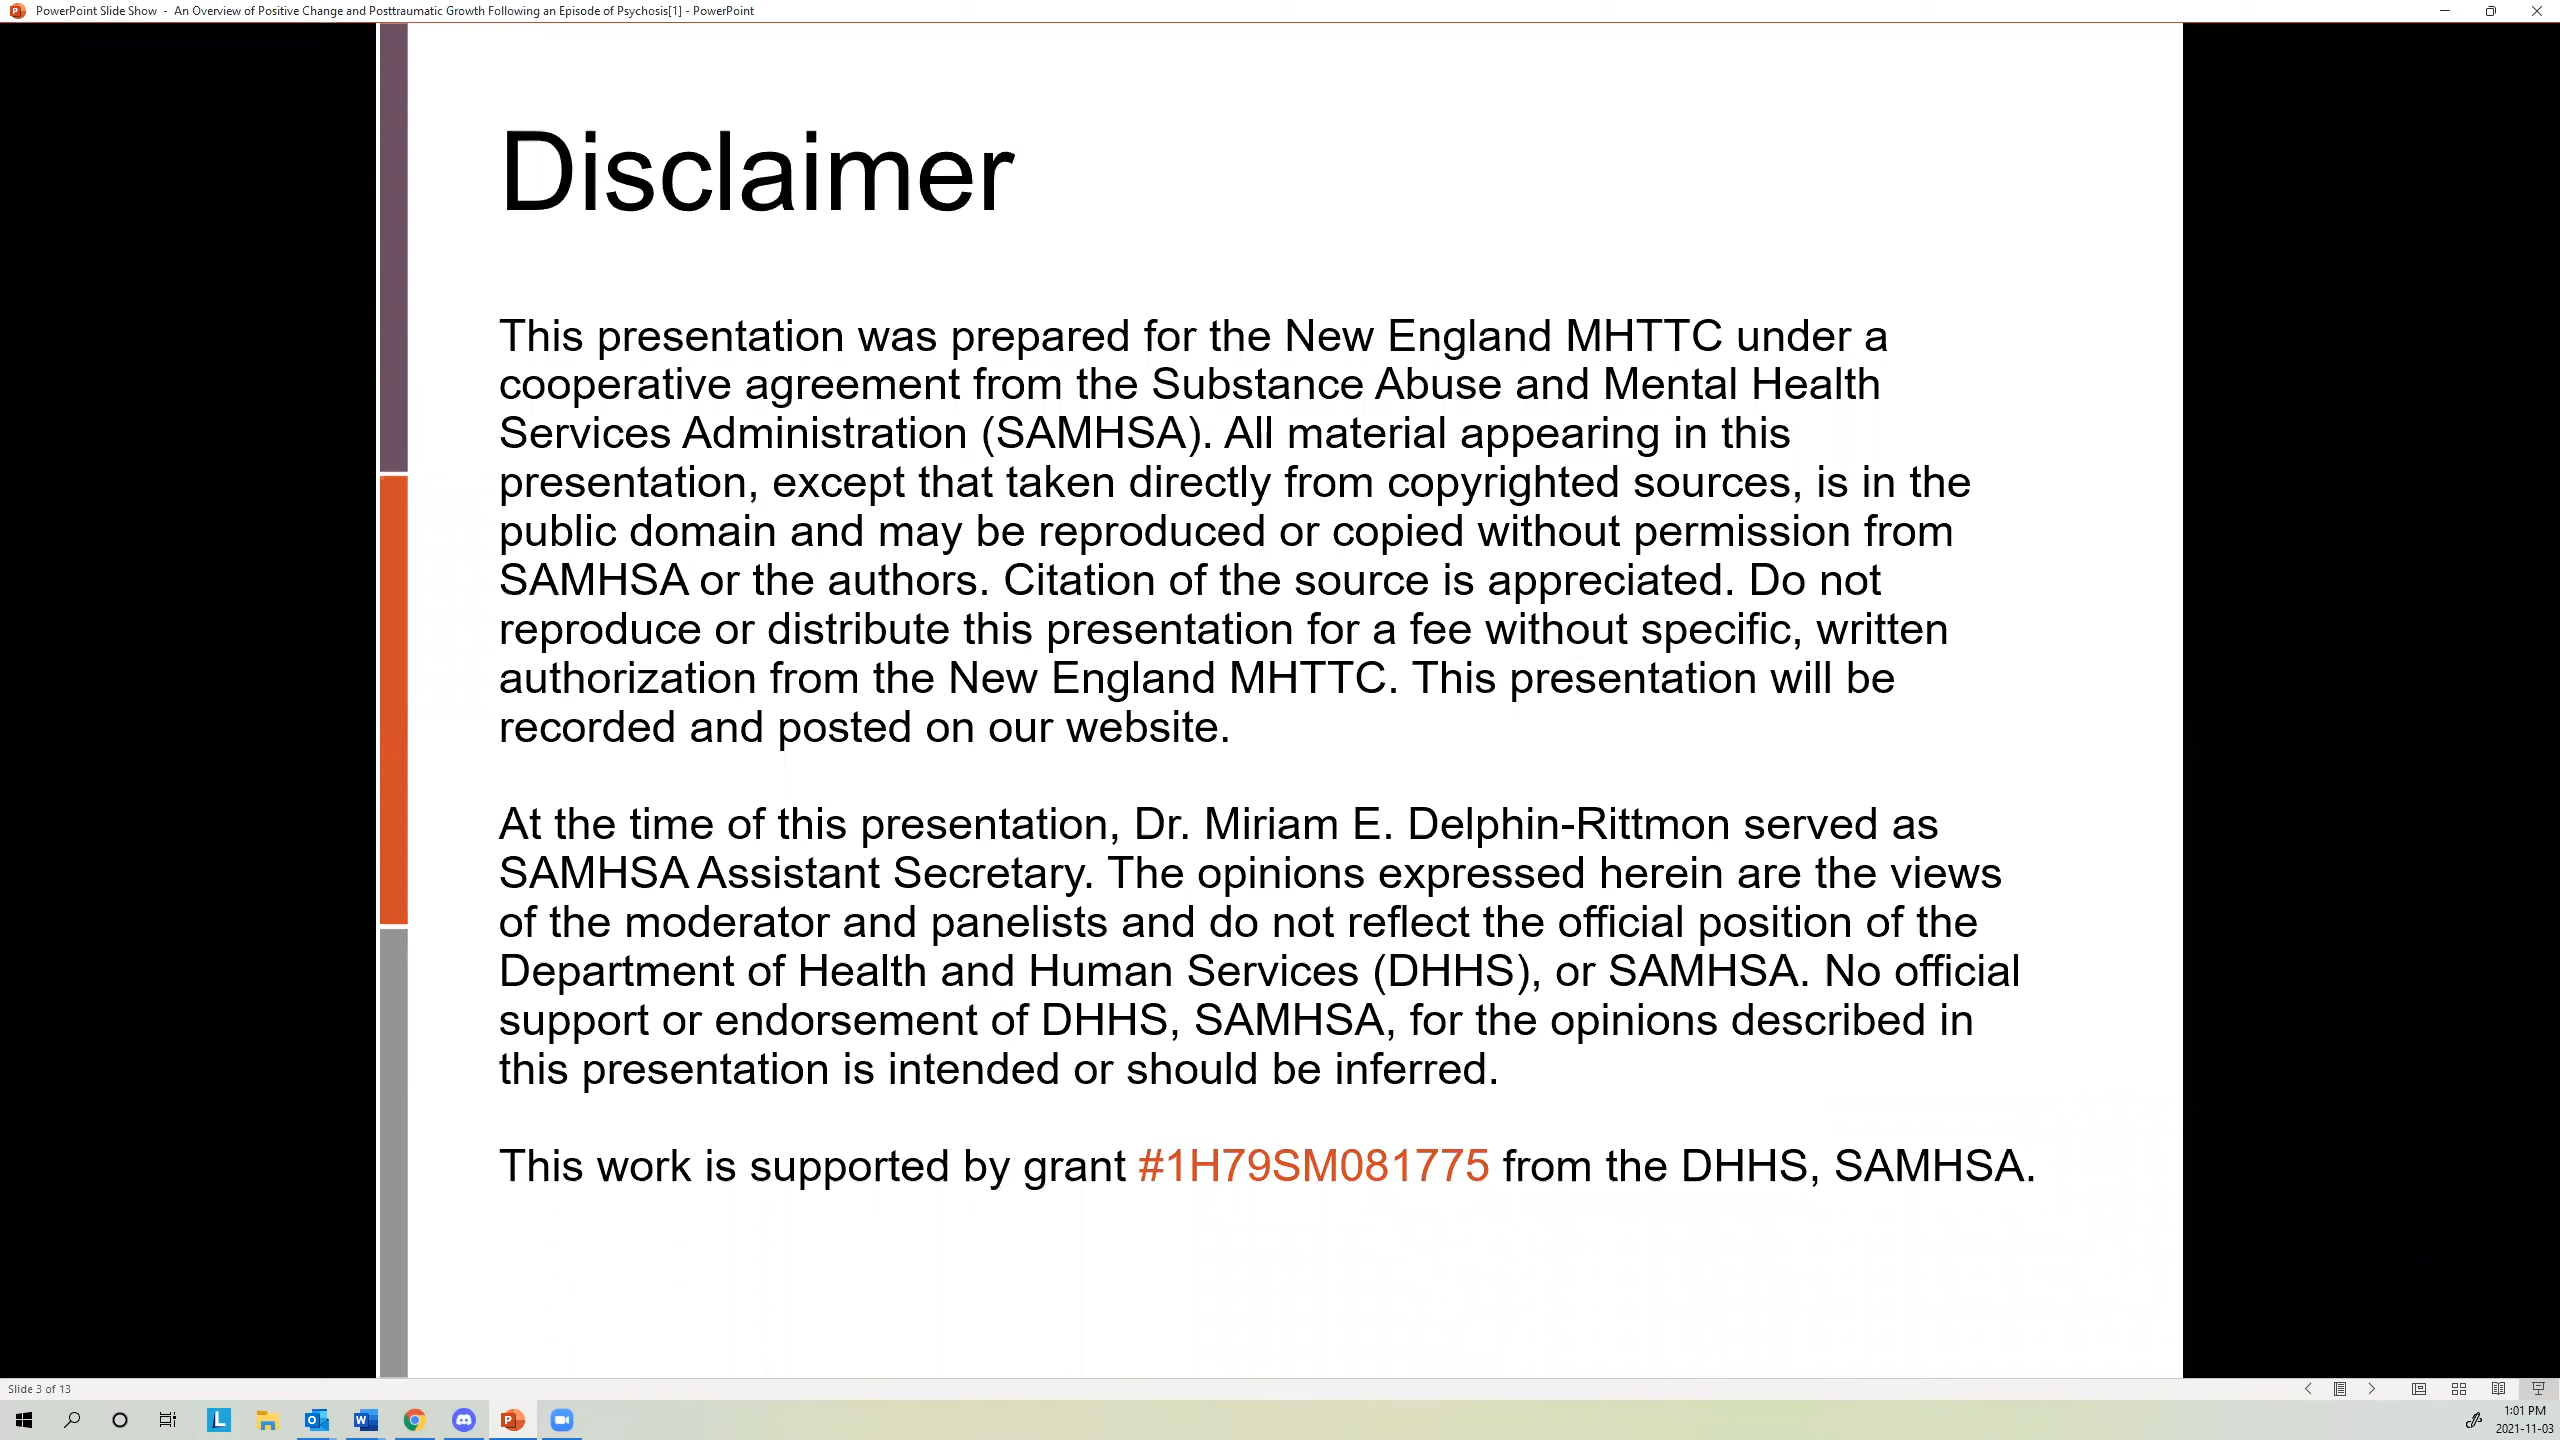 PowerPoint Slide Show - An Overview of Positive Change and Posttraumatic Growth Following an Episode of Psychosis[1] - PowerPoint
Disclaimer
This presentation was prepared for the New England MHTTC under a
cooperative agreement from the Substance Abuse and Mental Health
Services Administration (SAMHSA). All material appearing in this
presentation, except that taken directly from copyrighted sources, is in the
public domain and may be reproduced or copied without permission from
SAMHSA or the authors. Citation of the source is appreciated. Do not
reproduce or distribute this presentation for a fee without specific, written
authorization from the New England MHTTC. This presentation will be
recorded and posted on our website.
At the time of this presentation, Dr. Miriam E. Delphin-Rittmon served as
SAMHSA Assistant Secretary. The opinions expressed herein are the views
of the moderator and panelists and do not reflect the official position of the
Department of Health and Human Services (DHHS), or SAMHSA. No official
support or endorsement of DHHS, SAMHSA, for the opinions described in
this presentation is intended or should be inferred.
This work is supported by grant #1H79SM081775 from the DHHS, SAMHSA.
Slide 3 of 13
1:01 PM
2021-11-03